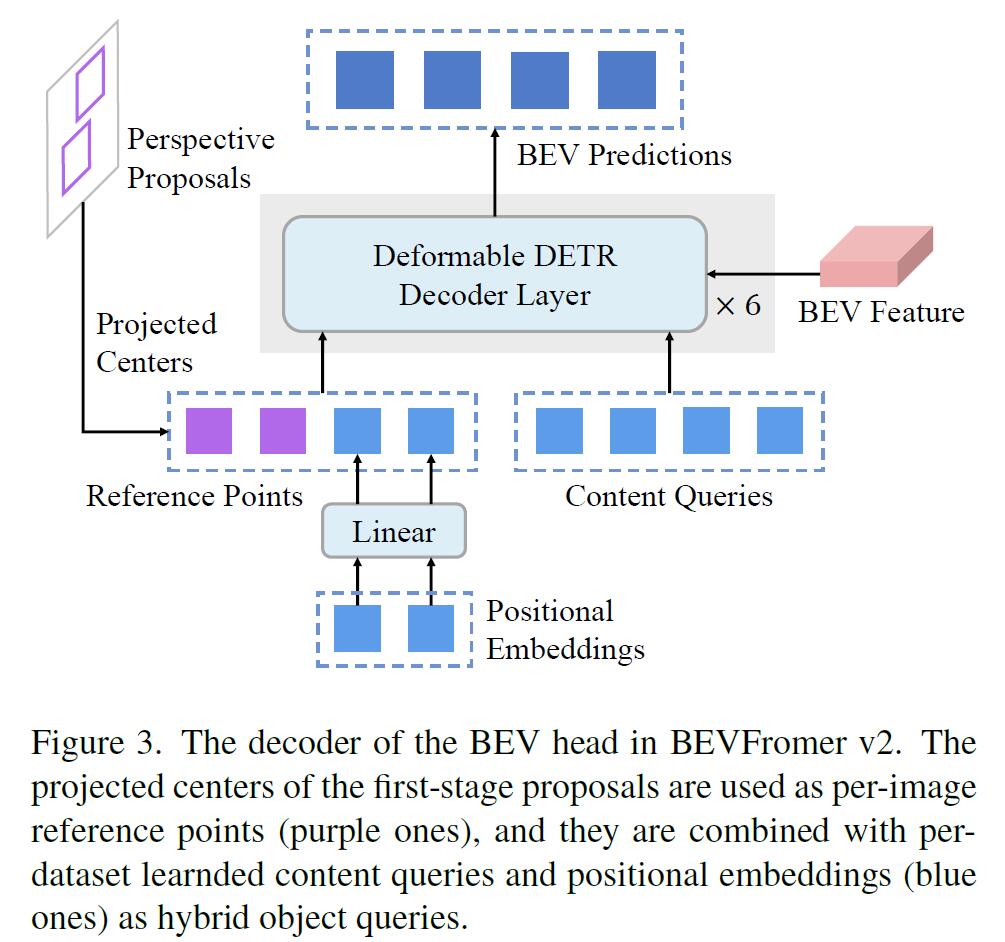 Perspective
Proposals
BEV Predictions
Deformable DETR
Decoder Layer
× 6
BEV Feature
Projected
Centers
Reference Points
Content Queries
Linear
Positional
Embeddings
Figure 3. The decoder of the BEV head in BEVFromer v2. The
projected centers of the first-stage proposals are used as per-image
reference points (purple ones), and they are combined with per-
dataset learnded content queries and positional embeddings (blue
ones) as hybrid object queries.